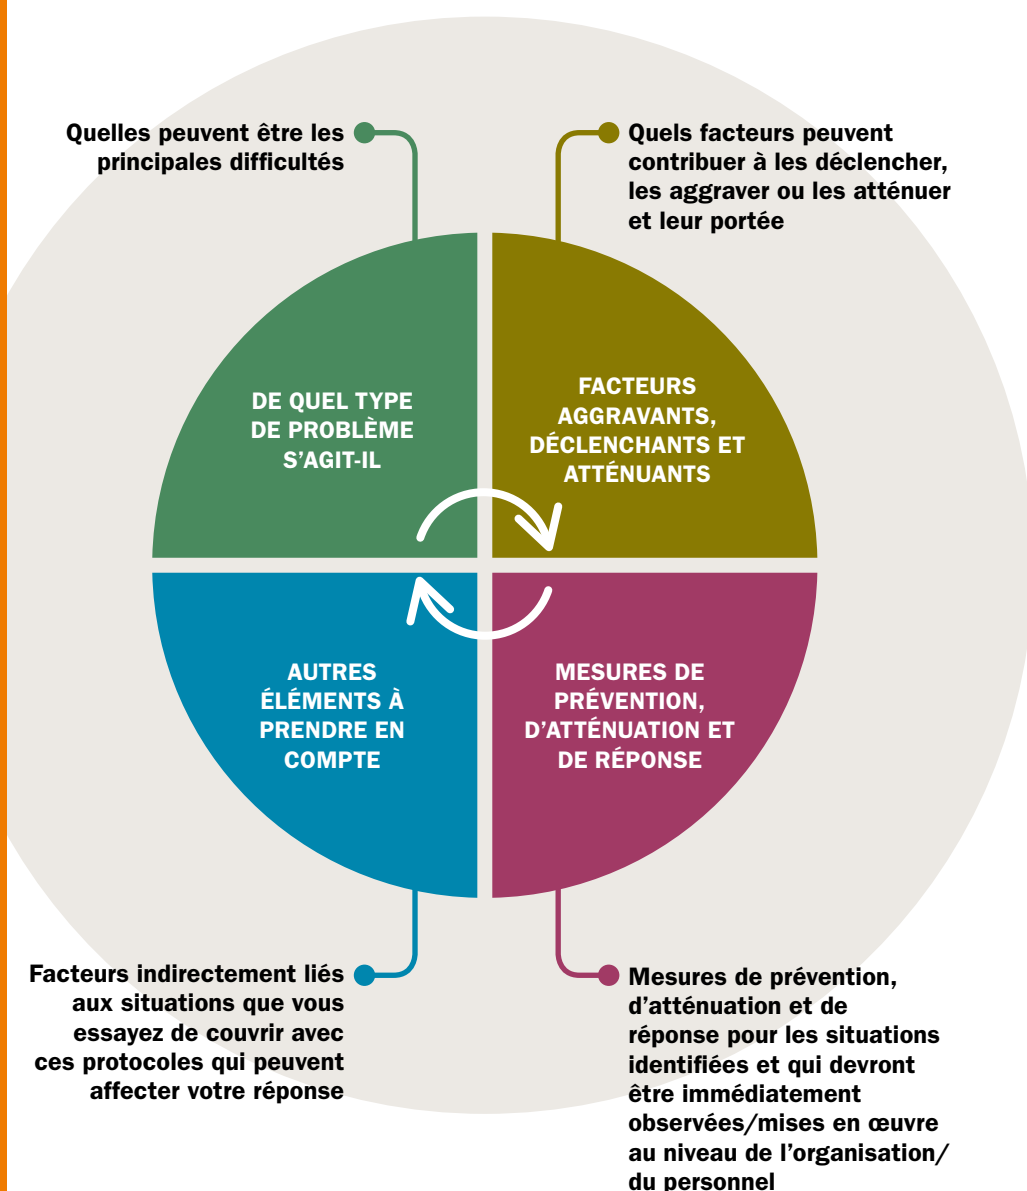 Quelles peuvent être les
principales difficultés
Quels facteurs peuvent
contribuer à les déclencher,
les aggraver ou les atténuer
et leur portée
DE QUEL TYPE
DE PROBLÈME
S’AGIT-IL
FACTEURS
AGGRAVANTS,
DÉCLENCHANTS ET
ATTÉNUANTS
AUTRES
ÉLÉMENTS À
PRENDRE EN
COMPTE
MESURES DE
PRÉVENTION,
D’ATTÉNUATION ET
DE RÉPONSE
Facteurs indirectement liés
aux situations que vous
essayez de couvrir avec
ces protocoles qui peuvent
affecter votre réponse
Mesures de prévention,
d’atténuation et de
réponse pour les situations
identifiées et qui devront
être immédiatement
observées/mises en œuvre
au niveau de l’organisation/
du personnel